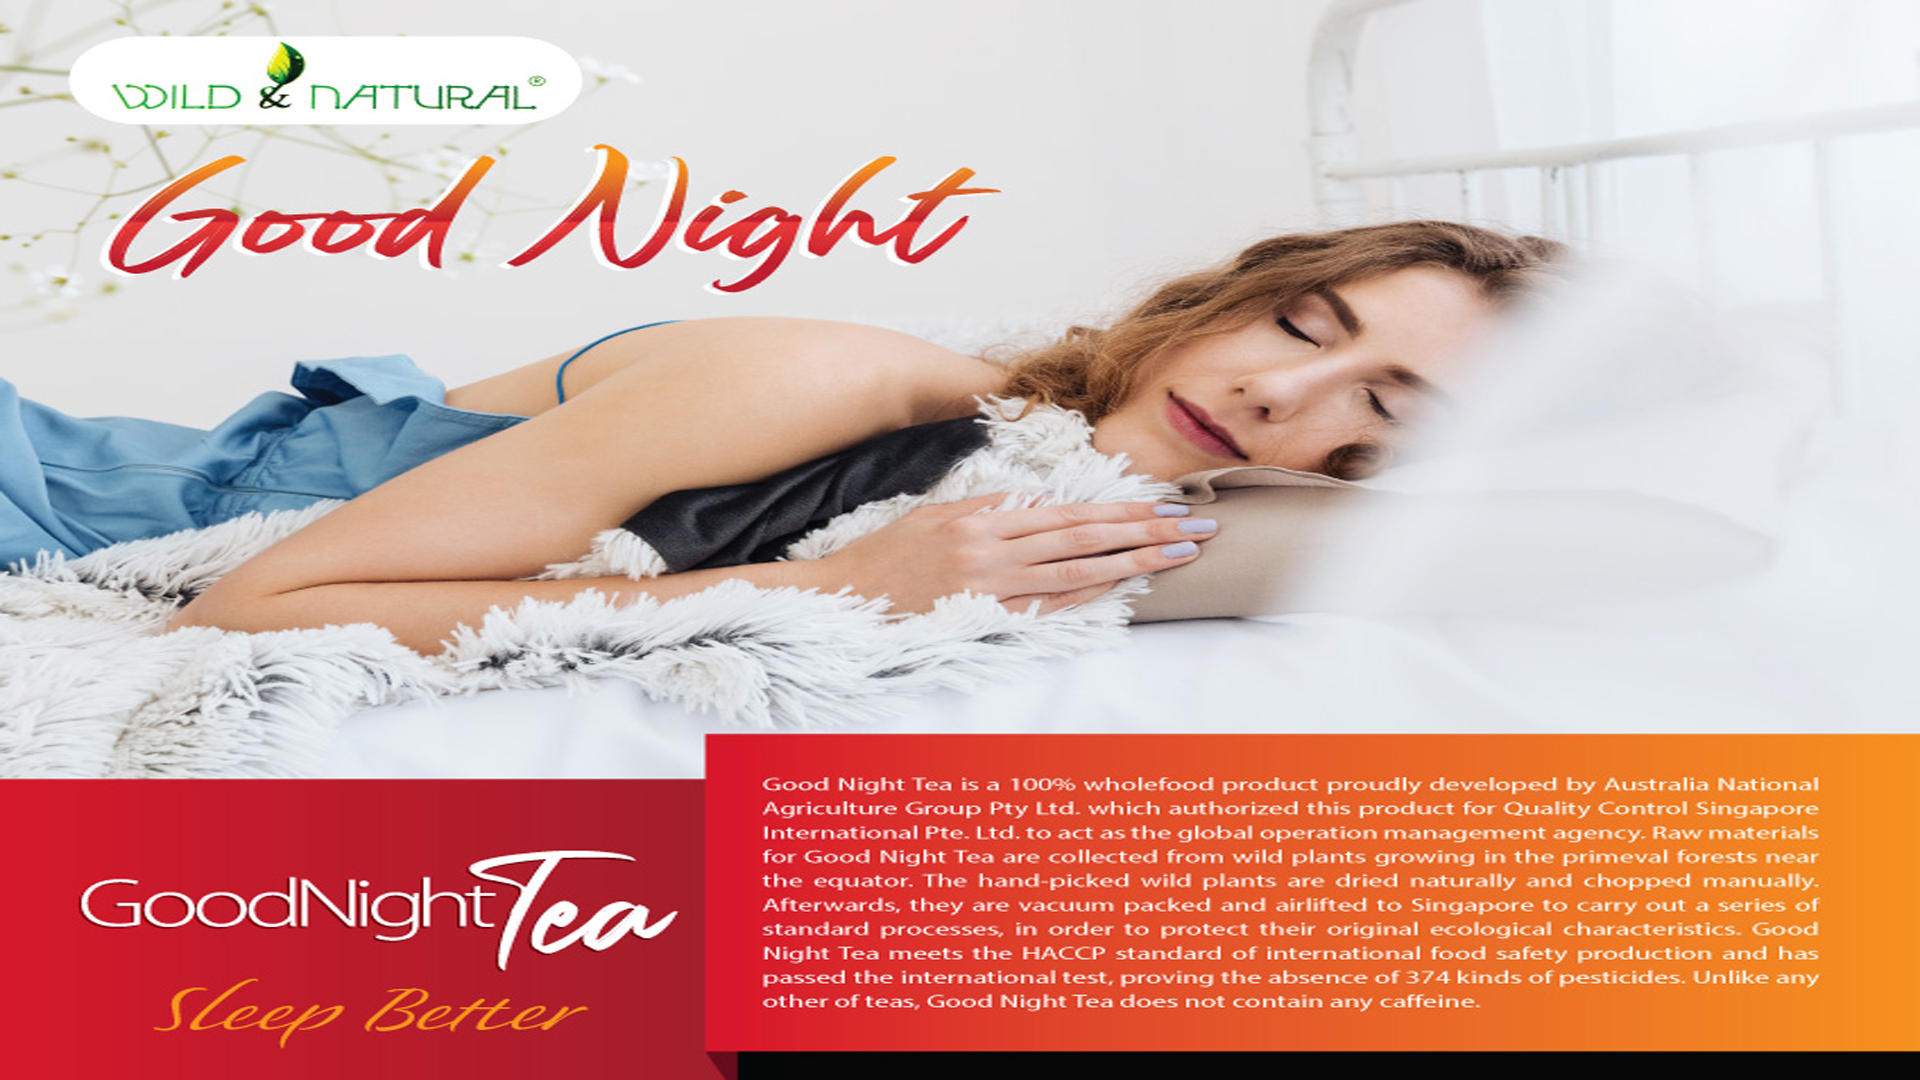 WILD & NATURAL®
Good Night
GoodNight Tea
Sleep Better
Good Night Tea is a 100% wholefood product proudly developed by Australia National
Agriculture Group Pty Ltd. which authorized this product for Quality Control Singapore
International Pte. Ltd. to act as the global operation management agency. Raw materials
for Good Night Tea are collected from wild plants growing in the primeval forests near
the equator. The hand-picked wild plants are dried naturally and chopped manually.
Afterwards, they are vacuum packed and airlifted to Singapore to carry out a series of
standard processes, in order to protect their original ecological characteristics. Good
Night Tea meets the HACCP standard of international food safety production and has
passed the international test, proving the absence of 374 kinds of pesticides. Unlike any
other of teas, Good Night Tea does not contain any caffeine.